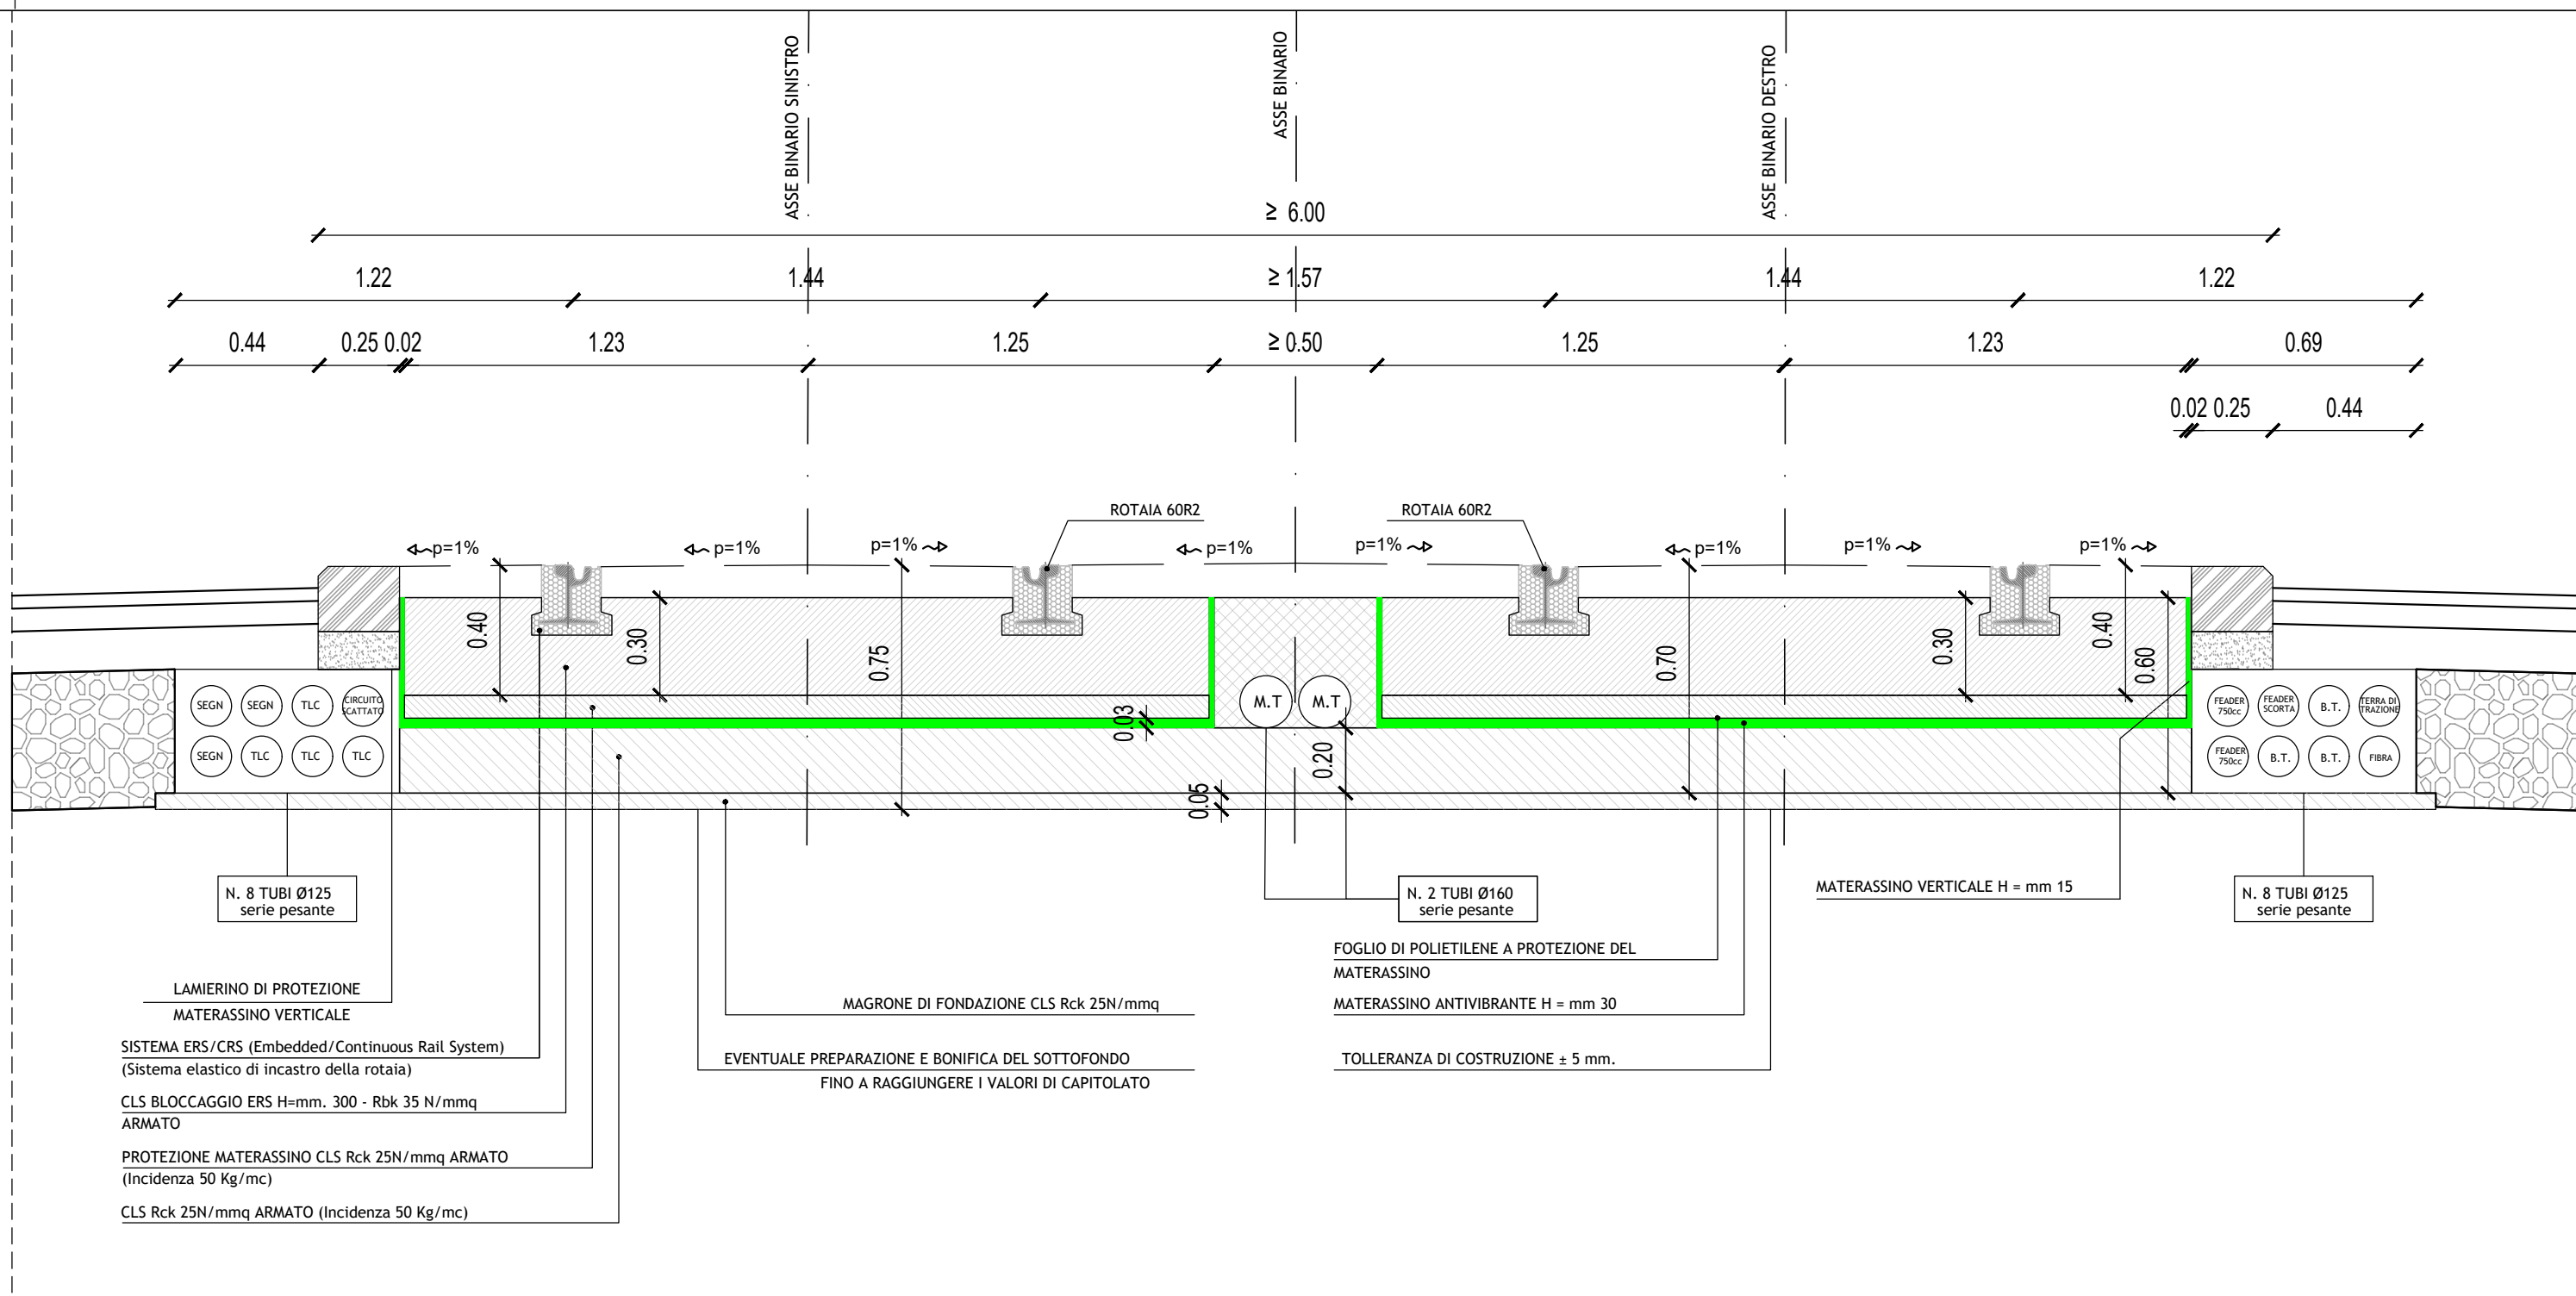 ASSE BINARIO SINISTRO
ASSE BINARIO
ASSE BINARIO DESTRO
≥ 6.00
1.22
1.44
≥ 1.57
1.44
1.22
0.44
0.25
0.02
1.23
1.25
≥ 0.50
1.25
1.23
0.69
0.02
0.25
0.44
ROTAIA 60R2
ROTAIA 60R2
p=1%
p=1%
p=1%
p=1%
p=1%
p=1%
p=1%
p=1%
0.40
0.30
0.75
0.03
0.05
0.20
0.70
0.30
0.40
0.60
SEGN
SEGN
TLC
CIRCUITO
SCATTATO
SEGN
TLC
TLC
TLC
M.T
M.T
FEADER
750cc
FEADER
SCORTA
B.T.
TERRA DI
TRAZIONE
FEADER
750cc
B.T.
B.T.
FIBRA
N. 8 TUBI Ø125
serie pesante
N. 2 TUBI Ø160
serie pesante
MATERASSINO VERTICALE H = mm 15
N. 8 TUBI Ø125
serie pesante
LAMIERINO DI PROTEZIONE
MATERASSINO VERTICALE
SISTEMA ERS/CRS (Embedded/Continuous Rail System)
(Sistema elastico di incastro della rotaia)
CLS BLOCCAGGIO ERS H=mm. 300 - Rbk 35 N/mmq
ARMATO
PROTEZIONE MATERASSINO CLS Rck 25N/mmq ARMATO
(Incidenza 50 Kg/mc)
CLS Rck 25N/mmq ARMATO (Incidenza 50 Kg/mc)
MAGRONE DI FONDAZIONE CLS Rck 25N/mmq
EVENTUALE PREPARAZIONE E BONIFICA DEL SOTTOFONDO
FINO A RAGGIUNGERE I VALORI DI CAPITOLATO
FOGLIO DI POLIETILENE A PROTEZIONE DEL
MATERASSINO
MATERASSINO ANTIVIBRANTE H = mm 30
TOLLERANZA DI COSTRUZIONE ± 5 mm.